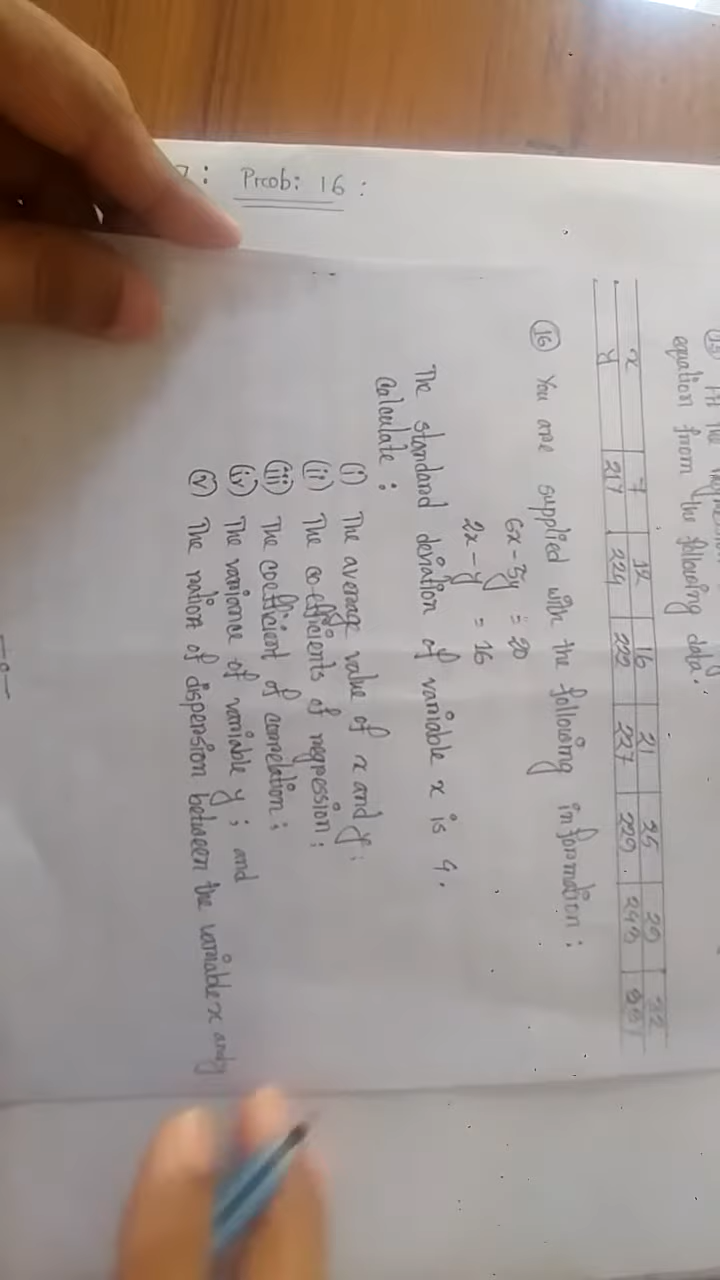 Prob: 16:
equation from the following data.
x 7 12 16 21 25 29 32
y 217 224 222 227 229 248
16 You are supplied with the following information:
6x - 5y = 20
2x - y = 16
The standard deviation of variable x is 4.
Calculate:
(i) The average value of x and y;
(ii) The co-efficients of regression;
(iii) The coefficient of correlation;
(iv) The variance of variable y; and
(v) The ration of dispersion between the variable x and y